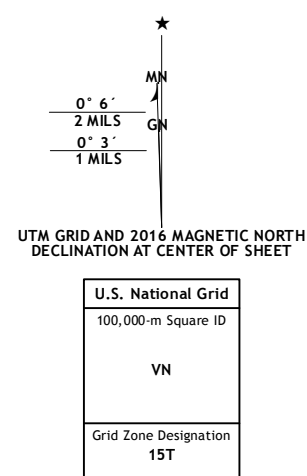 MN
0° 6´
2 MILS
GN
0° 3´
1 MILS
UTM GRID AND 2016 MAGNETIC NORTH
DECLINATION AT CENTER OF SHEET
U.S. National Grid
100,000-m Square ID
VN
Grid Zone Designation
15T